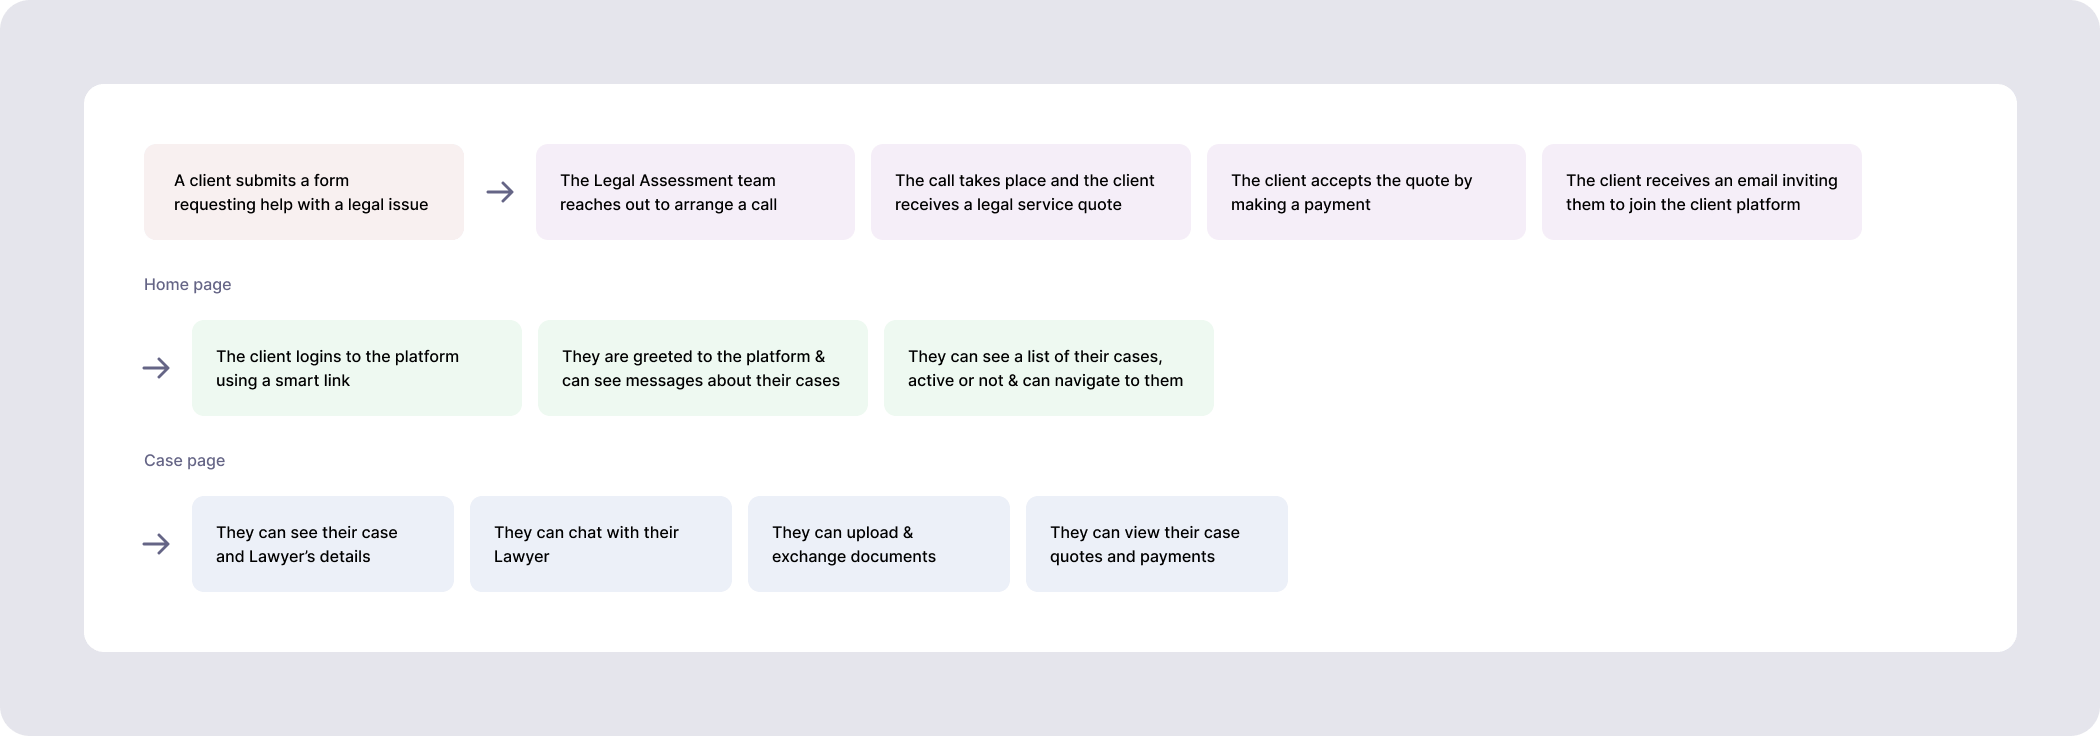 A client submits a form
requesting help with a legal issue
The Legal Assessment team
reaches out to arrange a call
The call takes place and the client
receives a legal service quote
The client accepts the quote by
making a payment
The client receives an email inviting
them to join the client platform
Home page
The client logins to the platform
using a smart link
They are greeted to the platform &
can see messages about their cases
They can see a list of their cases,
active or not & can navigate to them
Case page
They can see their case
and Lawyer’s details
They can chat with their
Lawyer
They can upload &
exchange documents
They can view their case
quotes and payments